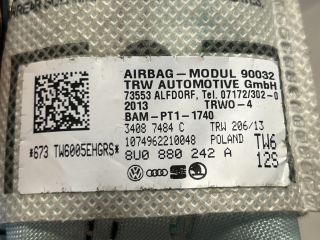 AIRBAG-MODUL 90032
TRW AUTOMOTIVE GmbH
73553 ALFDORF, Tel. 07172/302-0
2013 TRWO-4
BAM-PT1-1740
3408 7484 C TRW 206/13
1074962210048 POLAND TW6
*673 TW6005EHGRS*
8U0 880 242 A 12S